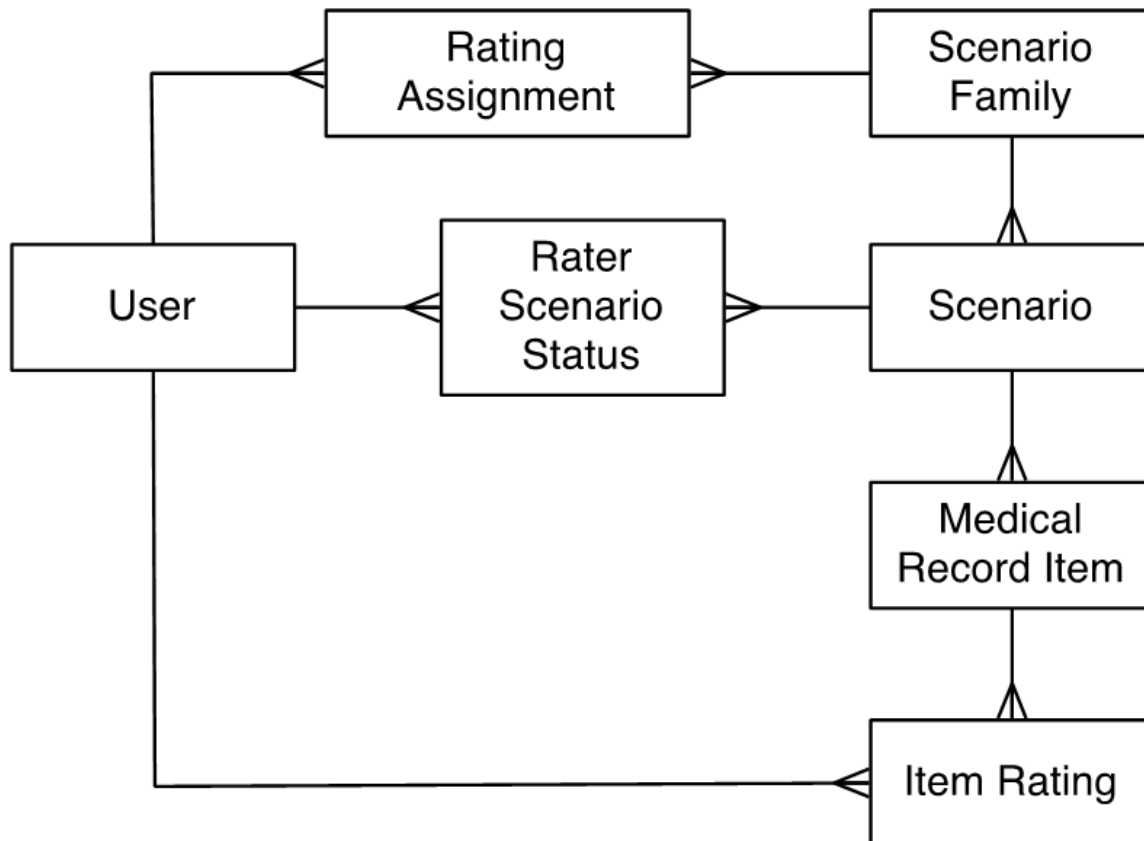 Rating
Assignment
Scenario
Family
User
Rater
Scenario
Status
Scenario
Medical
Record Item
Item Rating